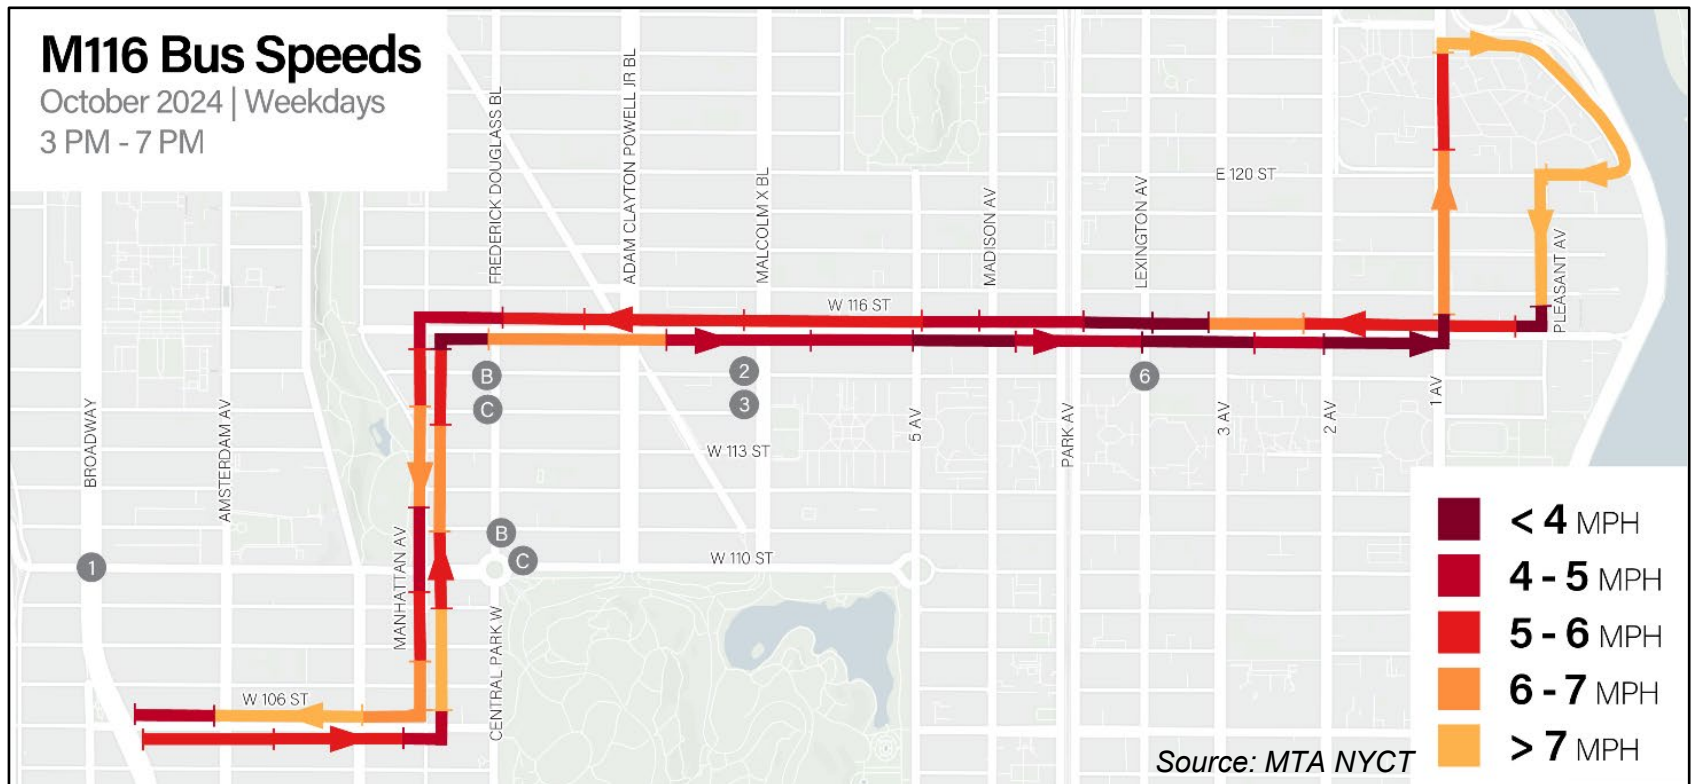 M116 Bus Speeds
October 2024 | Weekdays
3 PM - 7 PM
FREDERICK DOUGLASS BL
ADAM CLAYTON POWELL JR BL
MALCOLM X BL
MADISON AV
LEXINGTON AV
E 120 ST
PLEASANT AV
W 116 ST
B
C
2
3
6
BROADWAY
AMSTERDAM AV
5 AV
PARK AV
3 AV
2 AV
1 AV
W 113 ST
MANHATTAN AV
B
C
1
W 110 ST
CENTRAL PARK W
W 106 ST
< 4 MPH
4 - 5 MPH
5 - 6 MPH
6 - 7 MPH
> 7 MPH
Source: MTA NYCT